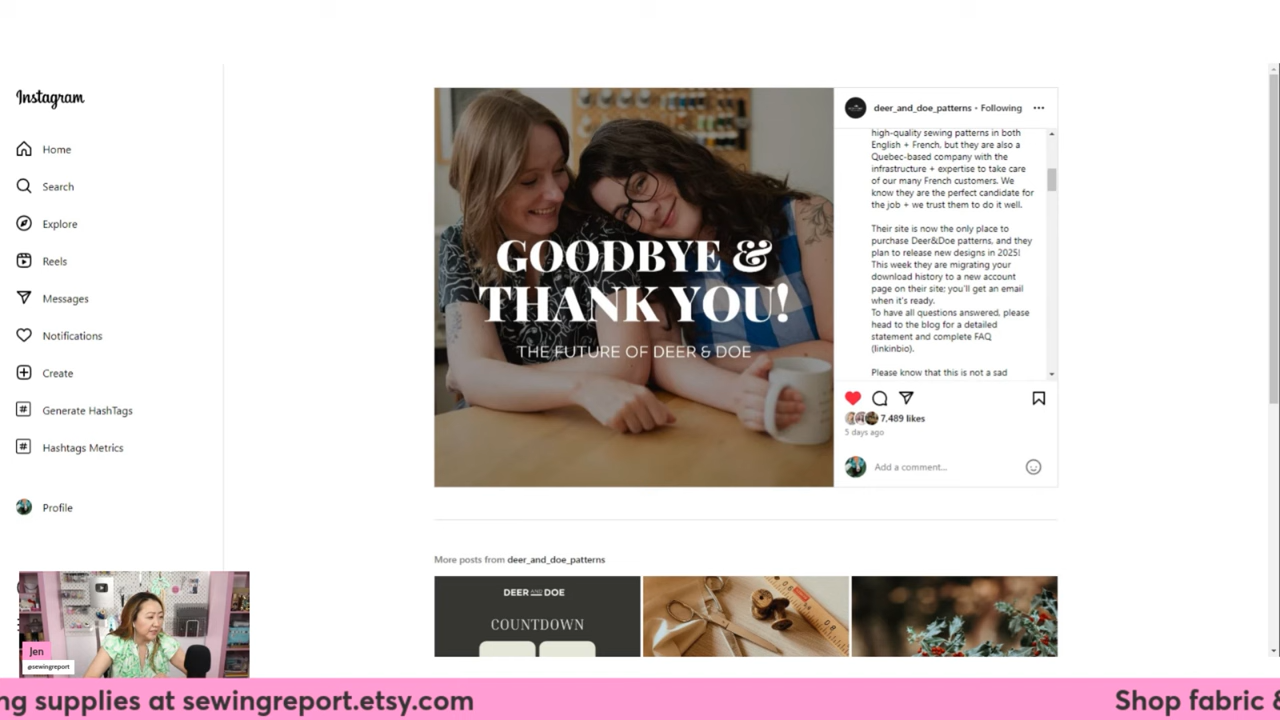 Instagram
Home
Search
Explore
Reels
Messages
Notifications
Create
Generate HashTags
Hashtags Metrics
Profile
GOODBYE &
THANK YOU!
THE FUTURE OF DEER & DOE
deer_and_doe_patterns • Following
high-quality sewing patterns in both
English + French, but they are also a
Quebec-based company with the
infrastructure + expertise to take care
of our many French customers. We
know they are the perfect candidate for
the job + we trust them to do it well.
Their site is now the only place to
purchase Deer&Doe patterns, and they
plan to release new designs in 2025!
This week they are migrating your
download history to a new account
page on their site; you'll get an email
when it's ready.
To have all questions answered, please
head to the blog for a detailed
statement and complete FAQ
(linkinbio).
Please know that this is not a sad
7,489 likes
5 days ago
Add a comment...
More posts from deer_and_doe_patterns
DEER AND DOE
COUNTDOWN
Jen
@sewingreport
ng supplies at sewingreport.etsy.com
Shop fabric &